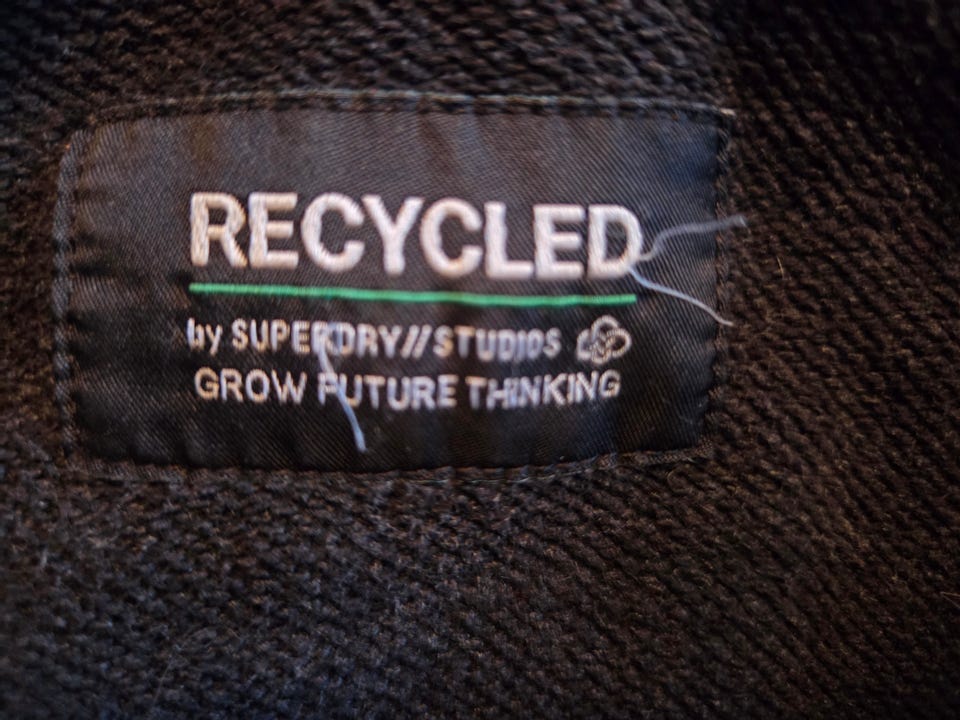 RECYCLED
by SUPERDRY//STUDIOS
GROW FUTURE THINKING